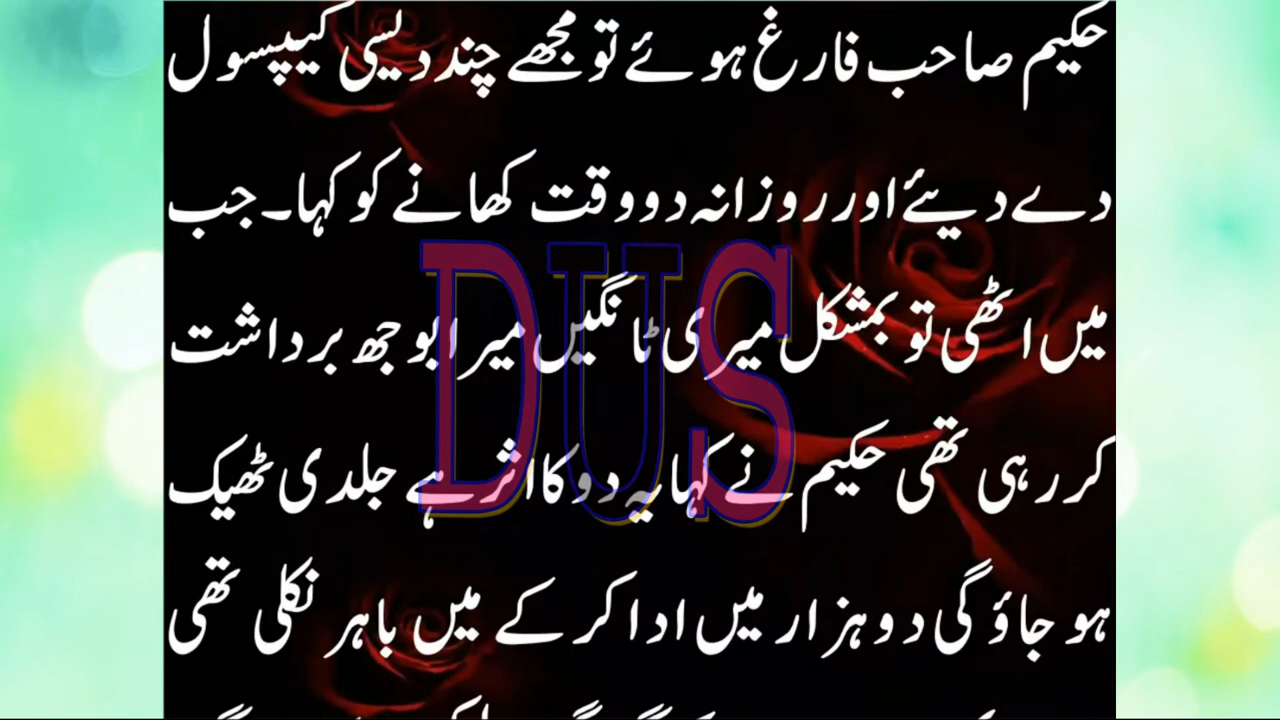 حکیم صاحب فارغ ہوئے تو مجھے چند دیسی کیپسول
دے دیئے اور روزانہ دو وقت کھانے کو کہا۔ جب
میں اٹھی تو بمشکل میری ٹانگیں میرا بوجھ برداشت
کر رہی تھی حکیم نے کہا یہ دو کا اثر ہے جلدی ٹھیک
ہو جاؤ گی دو ہزار میں ادا کر کے میں باہر نکلی تھی
DUS